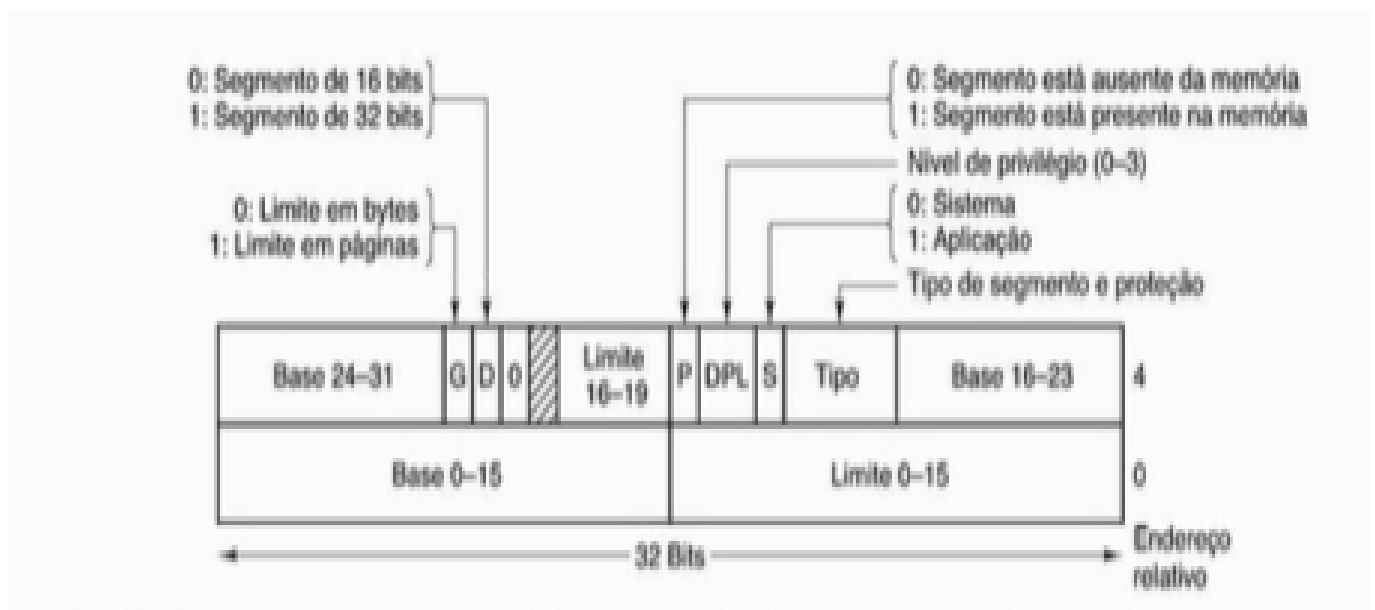 0: Segmento de 16 bits
1: Segmento de 32 bits
0: Limite em bytes
1: Limite em páginas
0: Segmento está ausente da memória
1: Segmento está presente na memória
Nível de privilégio (0–3)
0: Sistema
1: Aplicação
Tipo de segmento e proteção
Base 24–31
G
D
0
Limite
16–19
P
DPL
S
Tipo
Base 16–23
4
Base 0–15
Limite 0–15
0
32 Bits
Endereço
relativo